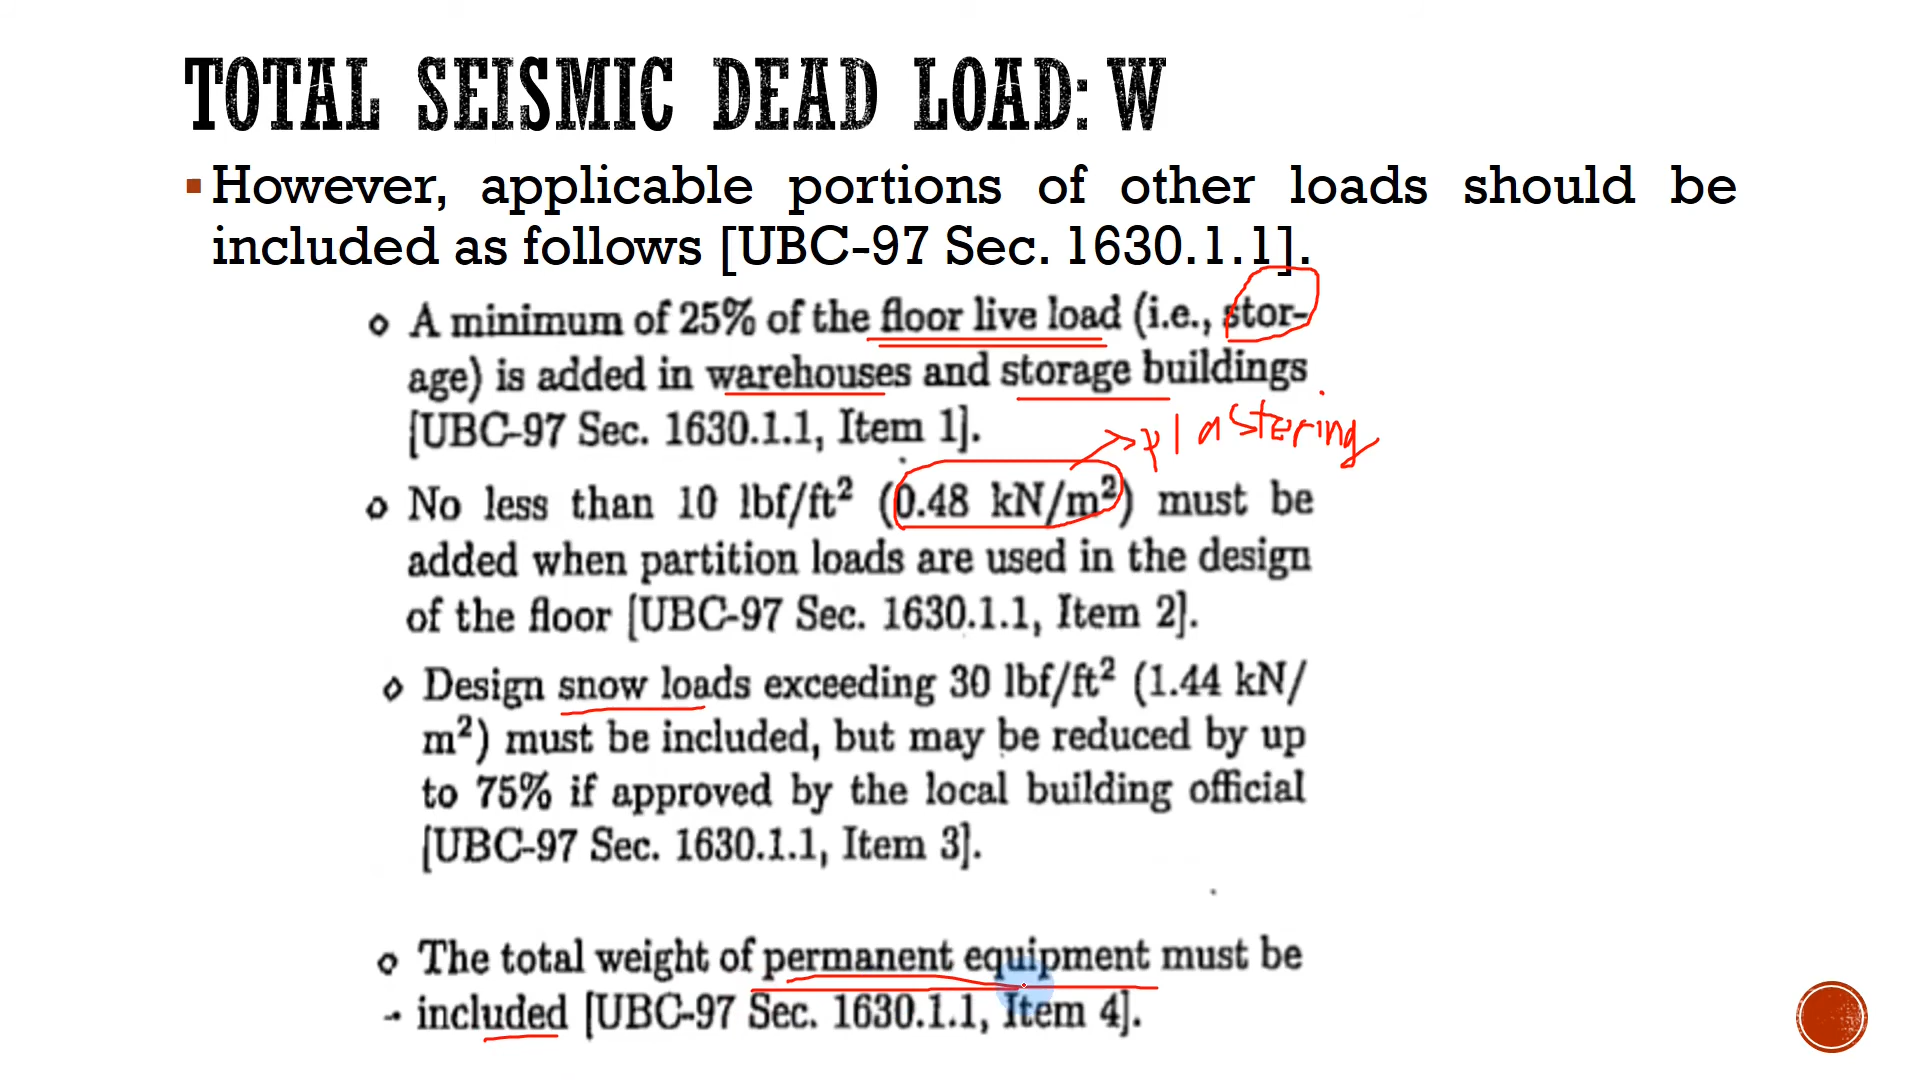 TOTAL SEISMIC DEAD LOAD: W
▪ However, applicable portions of other loads should be
included as follows [UBC-97 Sec. 1630.1.1].
◇ A minimum of 25% of the floor live load (i.e., stor-
age) is added in warehouses and storage buildings
[UBC-97 Sec. 1630.1.1, Item 1].
plastering
◇ No less than 10 lbf/ft² (0.48 kN/m²) must be
added when partition loads are used in the design
of the floor [UBC-97 Sec. 1630.1.1, Item 2].
◇ Design snow loads exceeding 30 lbf/ft² (1.44 kN/
m²) must be included, but may be reduced by up
to 75% if approved by the local building official
[UBC-97 Sec. 1630.1.1, Item 3].
◇ The total weight of permanent equipment must be
included [UBC-97 Sec. 1630.1.1, Item 4].